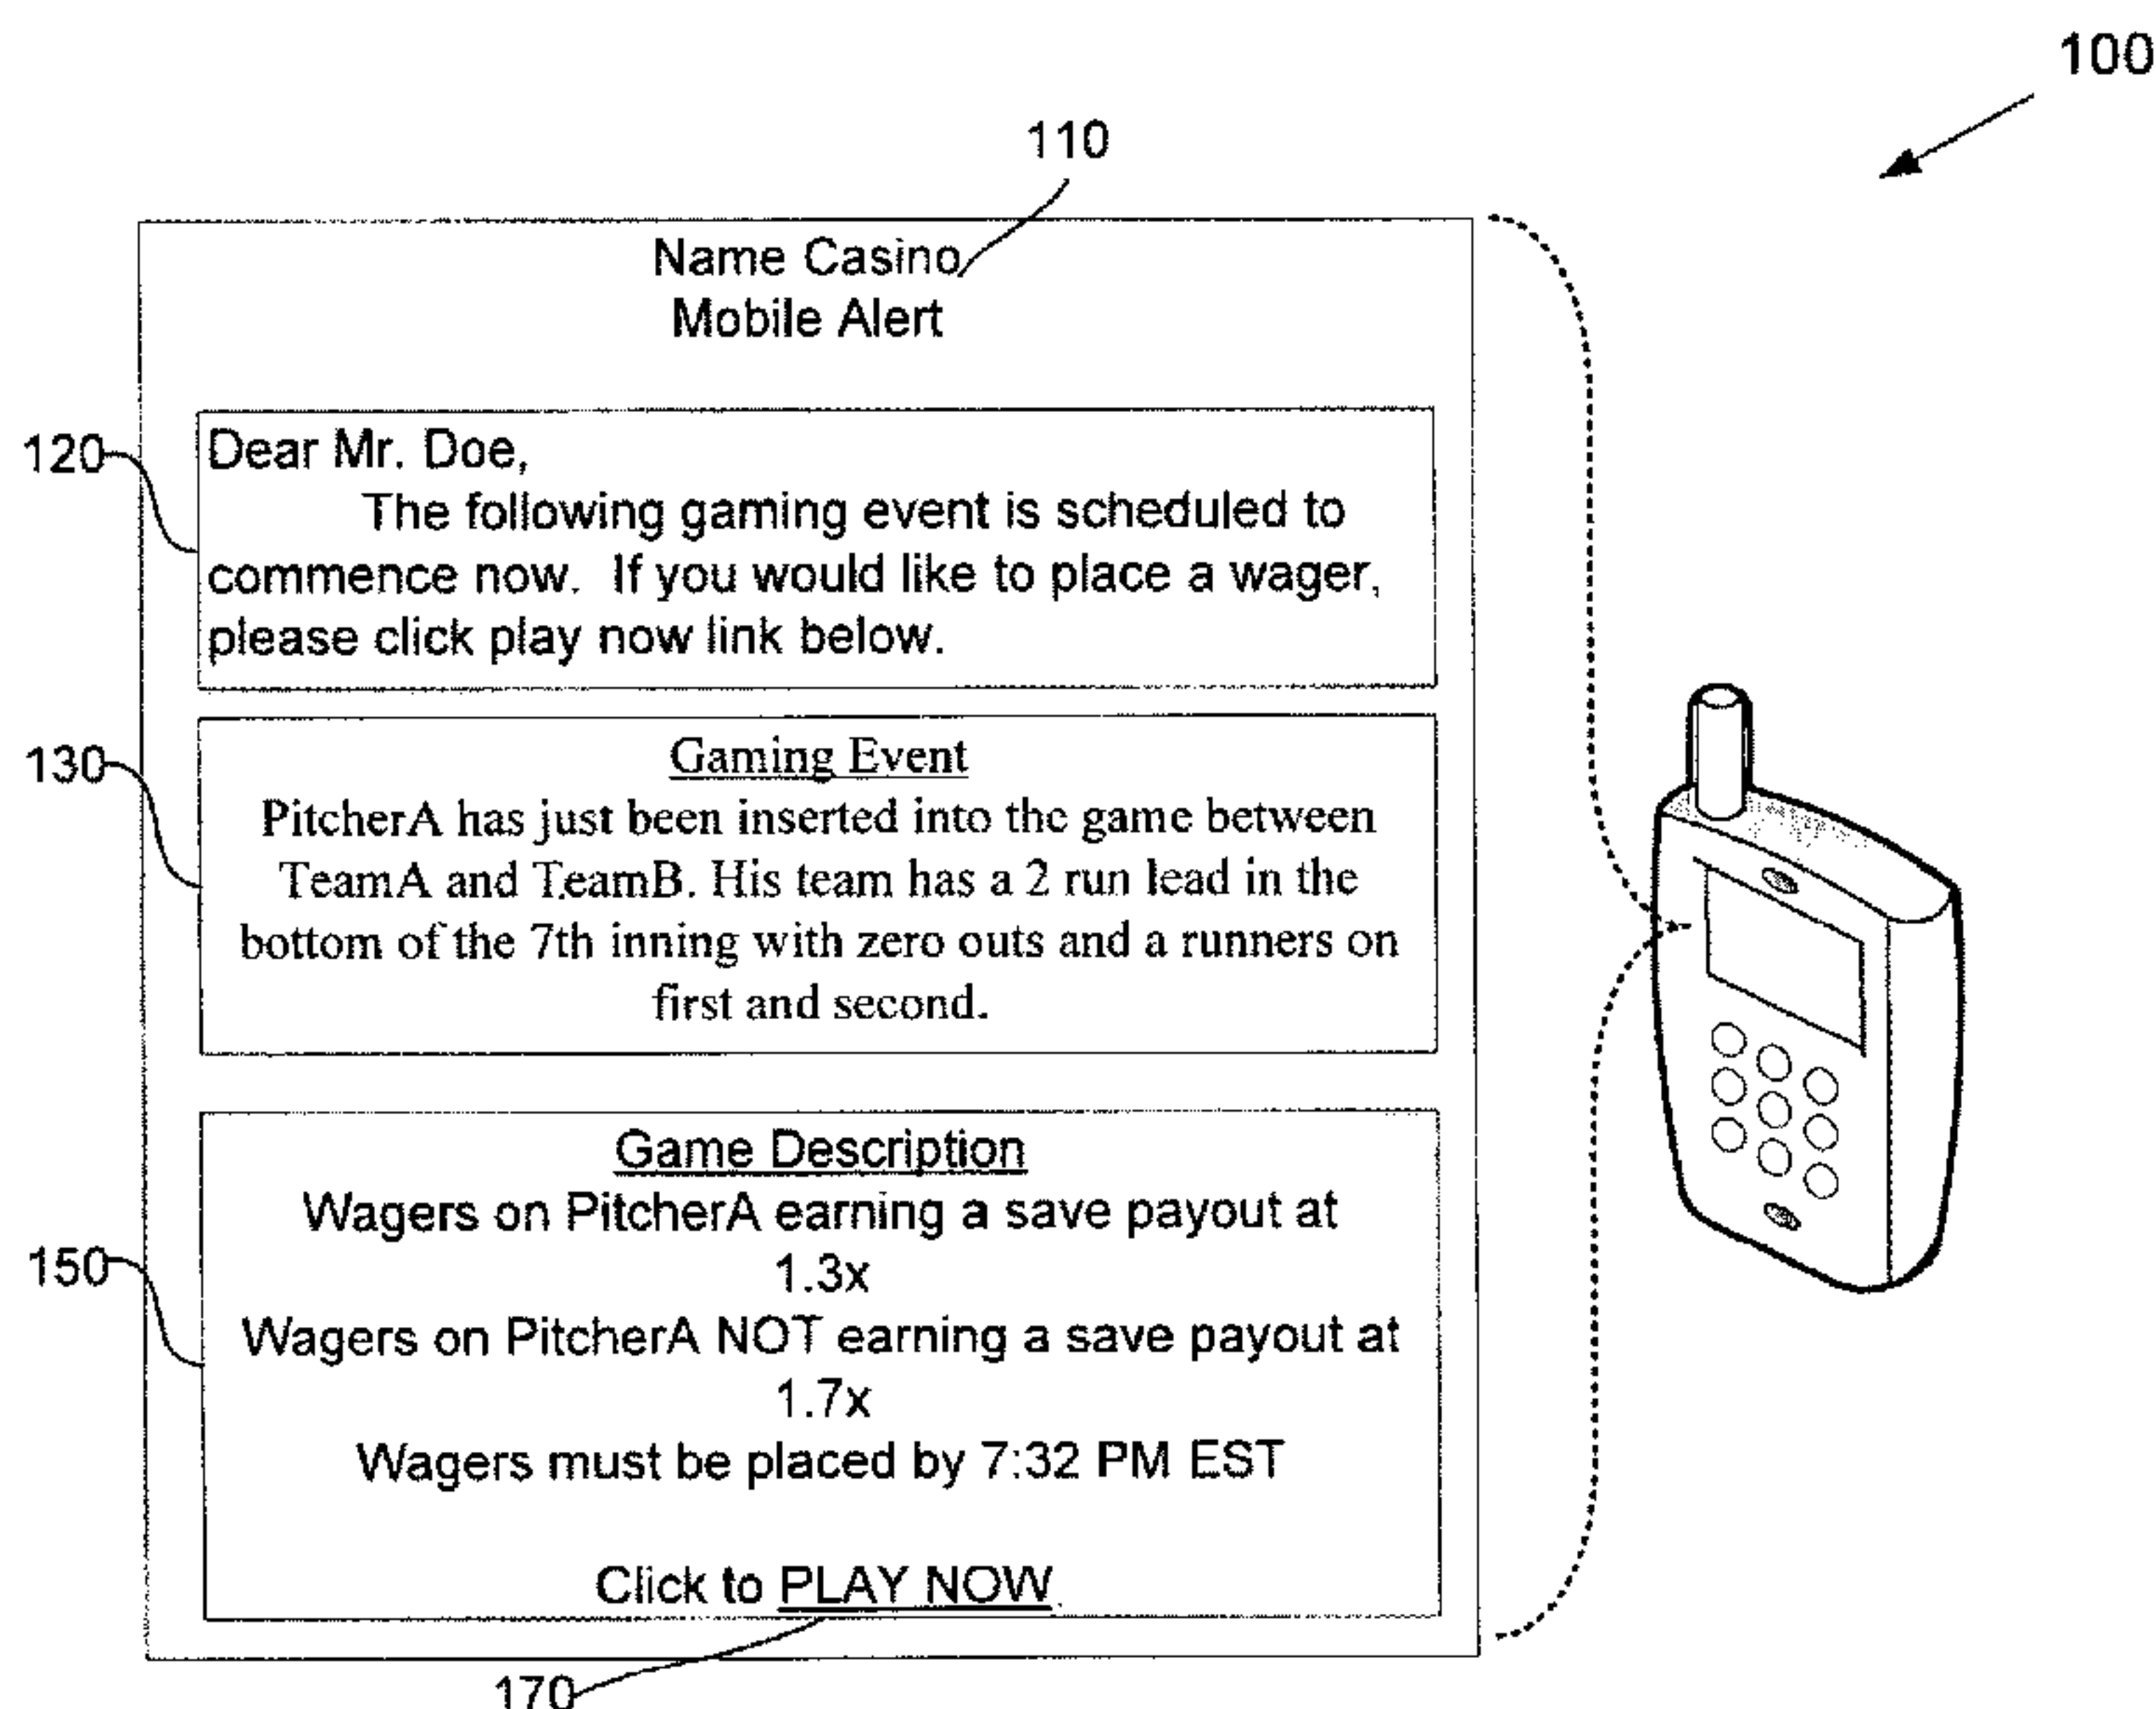 100
110
Name Casino
Mobile Alert
120
Dear Mr. Doe,
The following gaming event is scheduled to
commence now. If you would like to place a wager,
please click play now link below.
130
Gaming Event
PitcherA has just been inserted into the game between
TeamA and TeamB. His team has a 2 run lead in the
bottom of the 7th inning with zero outs and a runners on
first and second.
150
Game Description
Wagers on PitcherA earning a save payout at
1.3x
Wagers on PitcherA NOT earning a save payout at
1.7x
Wagers must be placed by 7:32 PM EST
Click to PLAY NOW
170